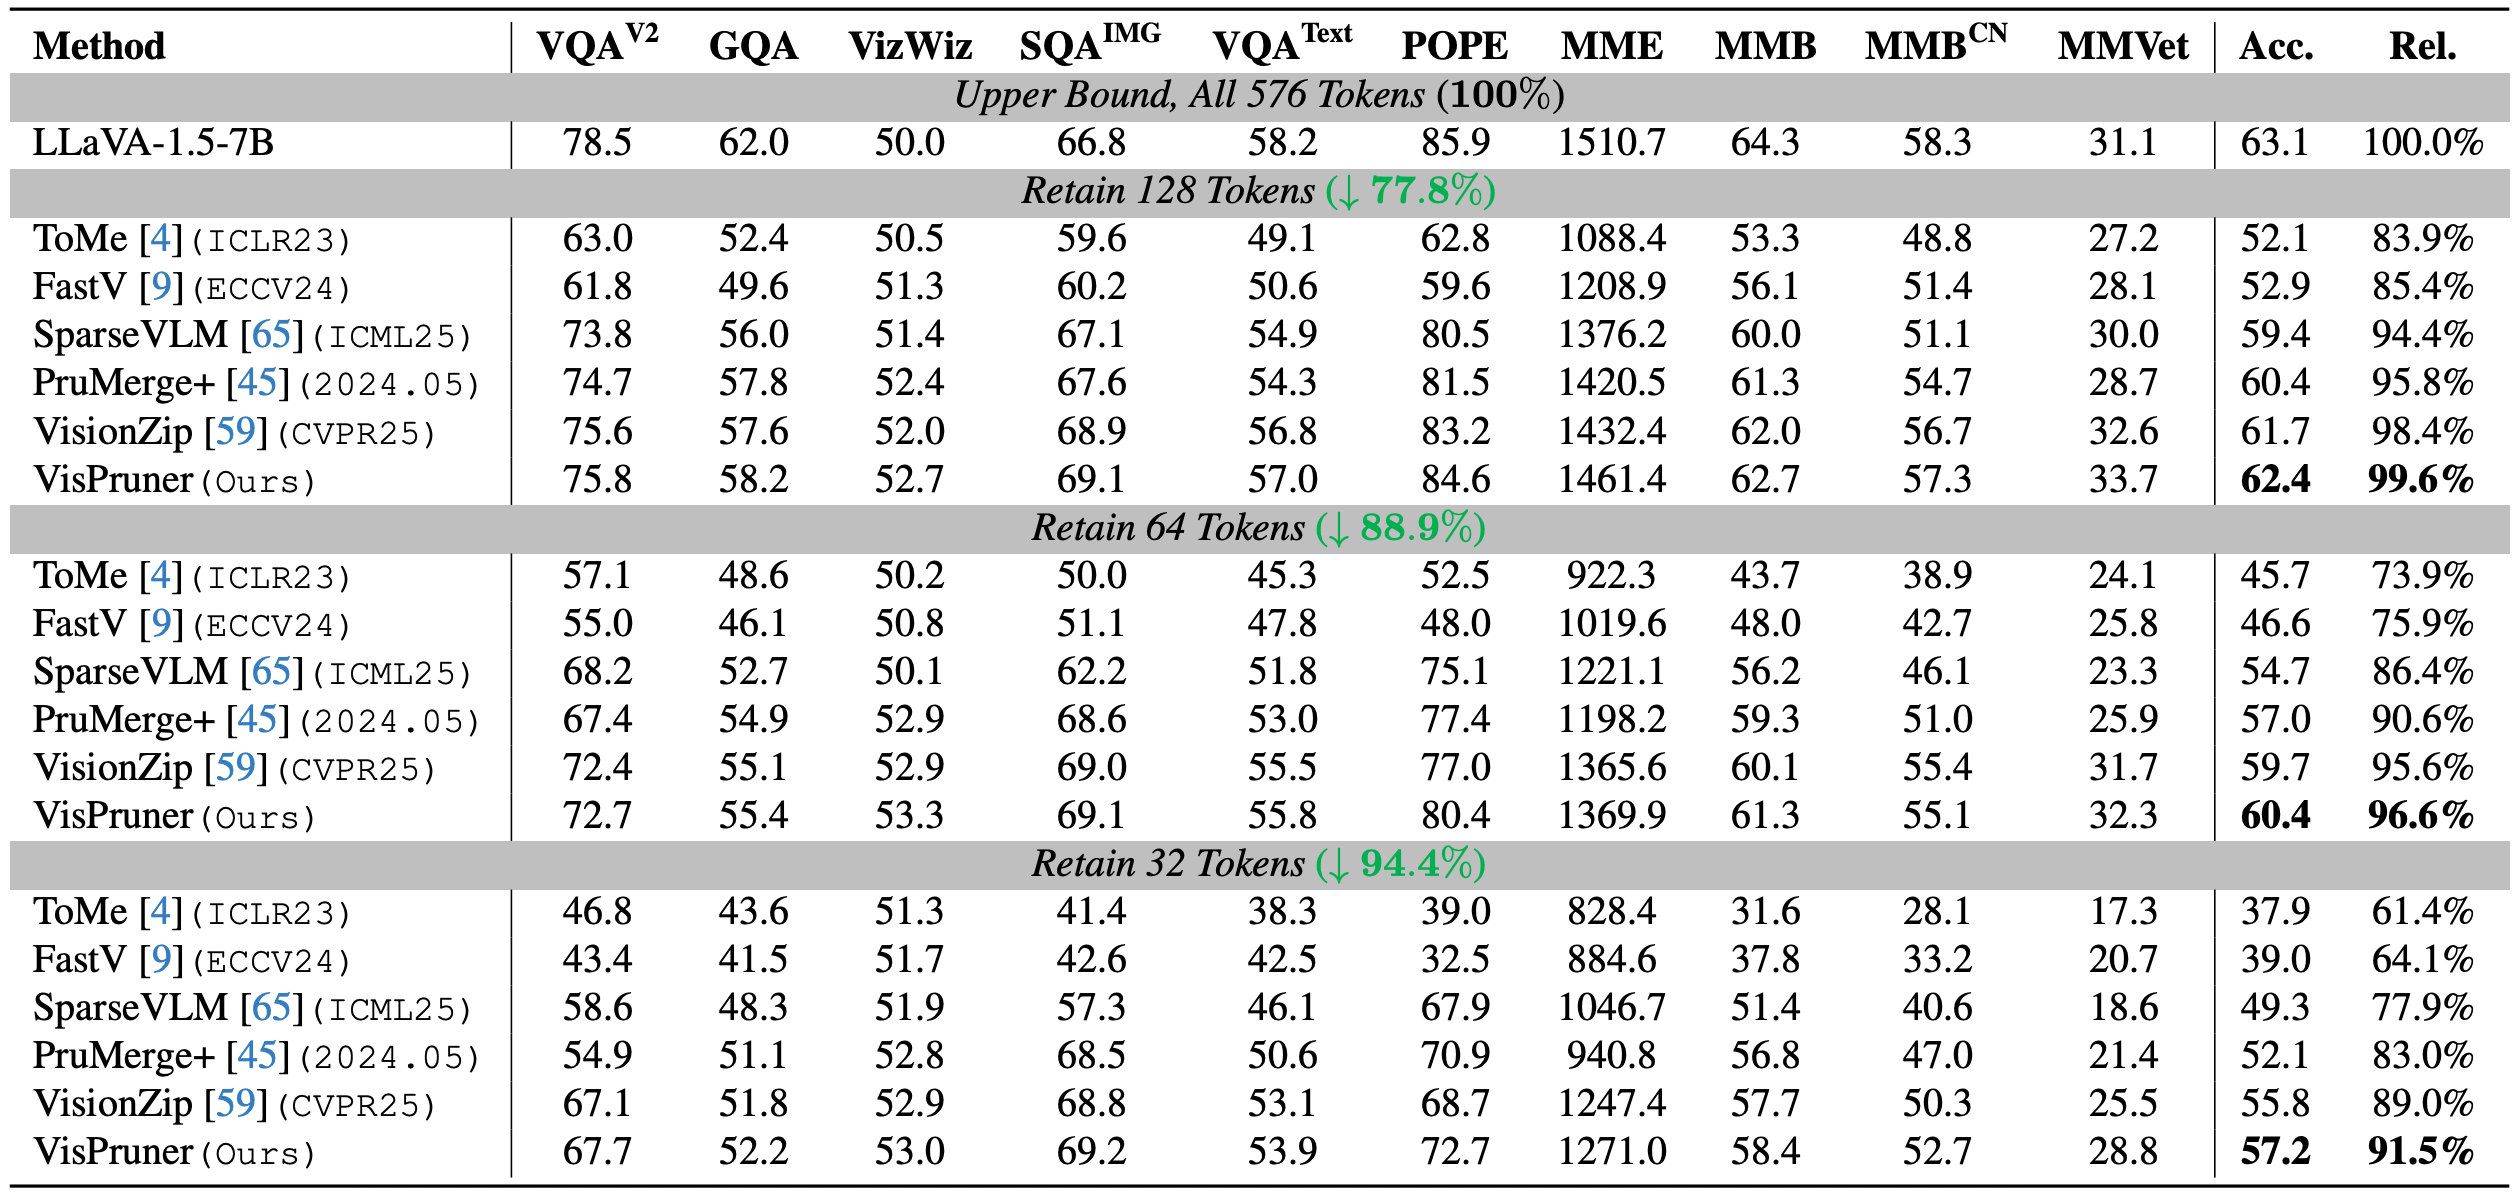 Method VQA^V2 GQA VizWiz SQA^IMG VQA^Text POPE MME MMB MMB^CN MMVet Acc. Rel.
Upper Bound, All 576 Tokens (100%)
LLaVA-1.5-7B 78.5 62.0 50.0 66.8 58.2 85.9 1510.7 64.3 58.3 31.1 63.1 100.0%
Retain 128 Tokens (↓ 77.8%)
ToMe [4] (ICLR23) 63.0 52.4 50.5 59.6 49.1 62.8 1088.4 53.3 48.8 27.2 52.1 83.9%
FastV [9] (ECCV24) 61.8 49.6 51.3 60.2 50.6 59.6 1208.9 56.1 51.4 28.1 52.9 85.4%
SparseVLM [65] (ICML25) 73.8 56.0 51.4 67.1 54.9 80.5 1376.2 60.0 51.1 30.0 59.4 94.4%
PruMerge+ [45] (2024.05) 74.7 57.8 52.4 67.6 54.3 81.5 1420.5 61.3 54.7 28.7 60.4 95.8%
VisionZip [59] (CVPR25) 75.6 57.6 52.0 68.9 56.8 83.2 1432.4 62.0 56.7 32.6 61.7 98.4%
VisPruner (Ours) 75.8 58.2 52.7 69.1 57.0 84.6 1461.4 62.7 57.3 33.7 62.4 99.6%
Retain 64 Tokens (↓ 88.9%)
ToMe [4] (ICLR23) 57.1 48.6 50.2 50.0 45.3 52.5 922.3 43.7 38.9 24.1 45.7 73.9%
FastV [9] (ECCV24) 55.0 46.1 50.8 51.1 47.8 48.0 1019.6 48.0 42.7 25.8 46.6 75.9%
SparseVLM [65] (ICML25) 68.2 52.7 50.1 62.2 51.8 75.1 1221.1 56.2 46.1 23.3 54.7 86.4%
PruMerge+ [45] (2024.05) 67.4 54.9 52.9 68.6 53.0 77.4 1198.2 59.3 51.0 25.9 57.0 90.6%
VisionZip [59] (CVPR25) 72.4 55.1 52.9 69.0 55.5 77.0 1365.6 60.1 55.4 31.7 59.7 95.6%
VisPruner (Ours) 72.7 55.4 53.3 69.1 55.8 80.4 1369.9 61.3 55.1 32.3 60.4 96.6%
Retain 32 Tokens (↓ 94.4%)
ToMe [4] (ICLR23) 46.8 43.6 51.3 41.4 38.3 39.0 828.4 31.6 28.1 17.3 37.9 61.4%
FastV [9] (ECCV24) 43.4 41.5 51.7 42.6 42.5 32.5 884.6 37.8 33.2 20.7 39.0 64.1%
SparseVLM [65] (ICML25) 58.6 48.3 51.9 57.3 46.1 67.9 1046.7 51.4 40.6 18.6 49.3 77.9%
PruMerge+ [45] (2024.05) 54.9 51.1 52.8 68.5 50.6 70.9 940.8 56.8 47.0 21.4 52.1 83.0%
VisionZip [59] (CVPR25) 67.1 51.8 52.9 68.8 53.1 68.7 1247.4 57.7 50.3 25.5 55.8 89.0%
VisPruner (Ours) 67.7 52.2 53.0 69.2 53.9 72.7 1271.0 58.4 52.7 28.8 57.2 91.5%